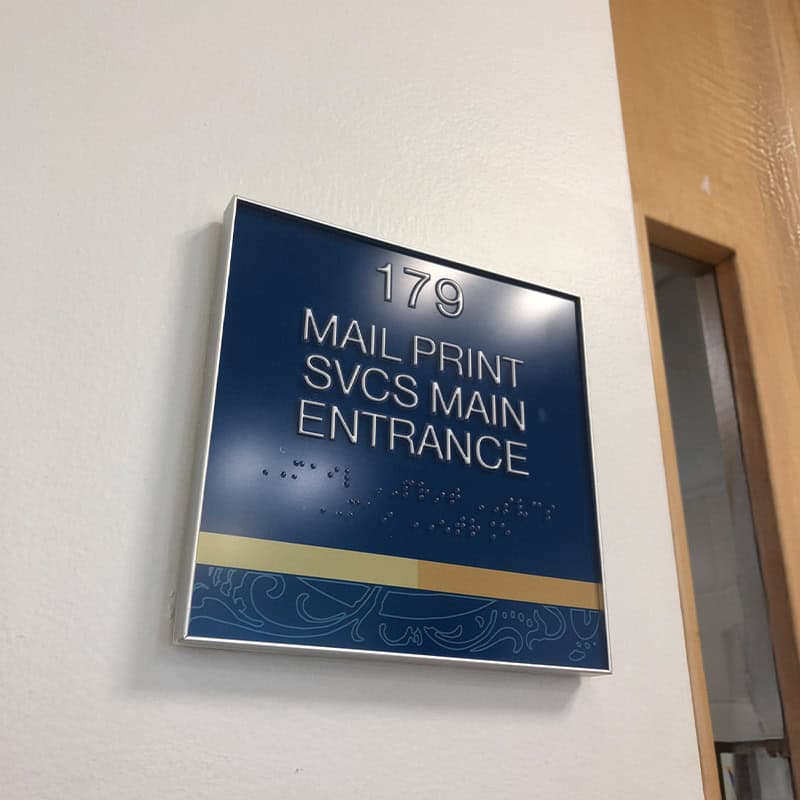 179
MAIL PRINT
SVCS MAIN
ENTRANCE